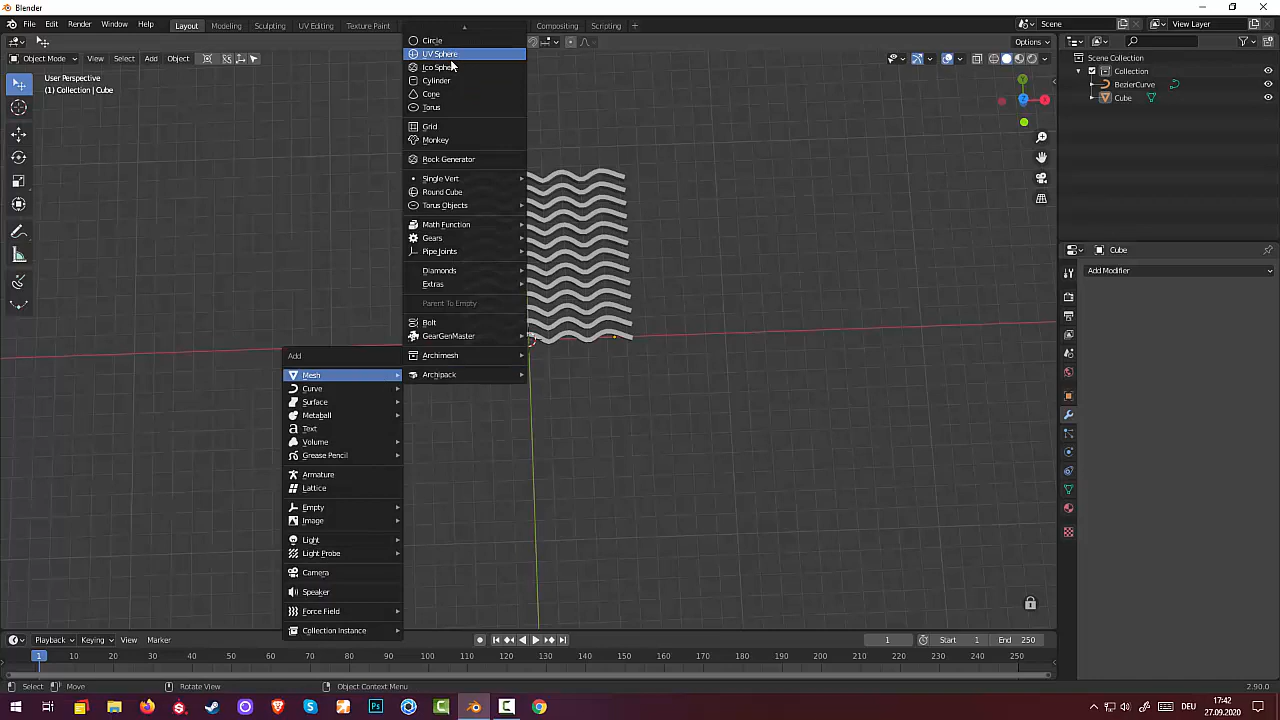 Blender
File Edit Render Window Help Layout Modeling Sculpting UV Editing Texture Paint Compositing Scripting + Scene View Layer
Options
Object Mode View Select Add Object
User Perspective
(1) Collection | Cube
Circle
UV Sphere
Ico Sphere
Cylinder
Cone
Torus
Grid
Monkey
Rock Generator
Single Vert
Round Cube
Torus Objects
Math Function
Gears
Pipe Joints
Diamonds
Extras
Parent To Empty
Bolt
GearGenMaster
Archimesh
Archipack
Add
Mesh
Curve
Surface
Metaball
Text
Volume
Grease Pencil
Armature
Lattice
Empty
Image
Light
Light Probe
Camera
Speaker
Force Field
Collection Instance
Scene Collection
Collection
BezierCurve
Cube
Cube
Add Modifier
Playback Keying View Marker 1 Start 1 End 250
1 10 20 30 40 50 60 70 80 90 100 110 120 130 140 150 160 170 180 190 200 210 220 230 240 250
Select Move Rotate View Object Context Menu 2.90.0
DEU 17:42
27.09.2020